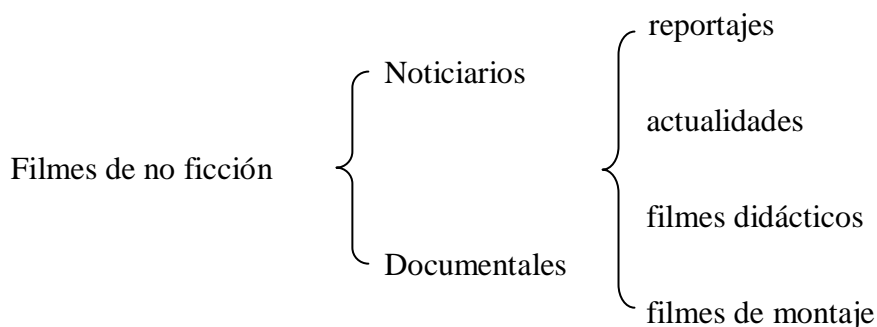 Filmes de no ficción
Noticiarios
Documentales
reportajes
actualidades
filmes didácticos
filmes de montaje